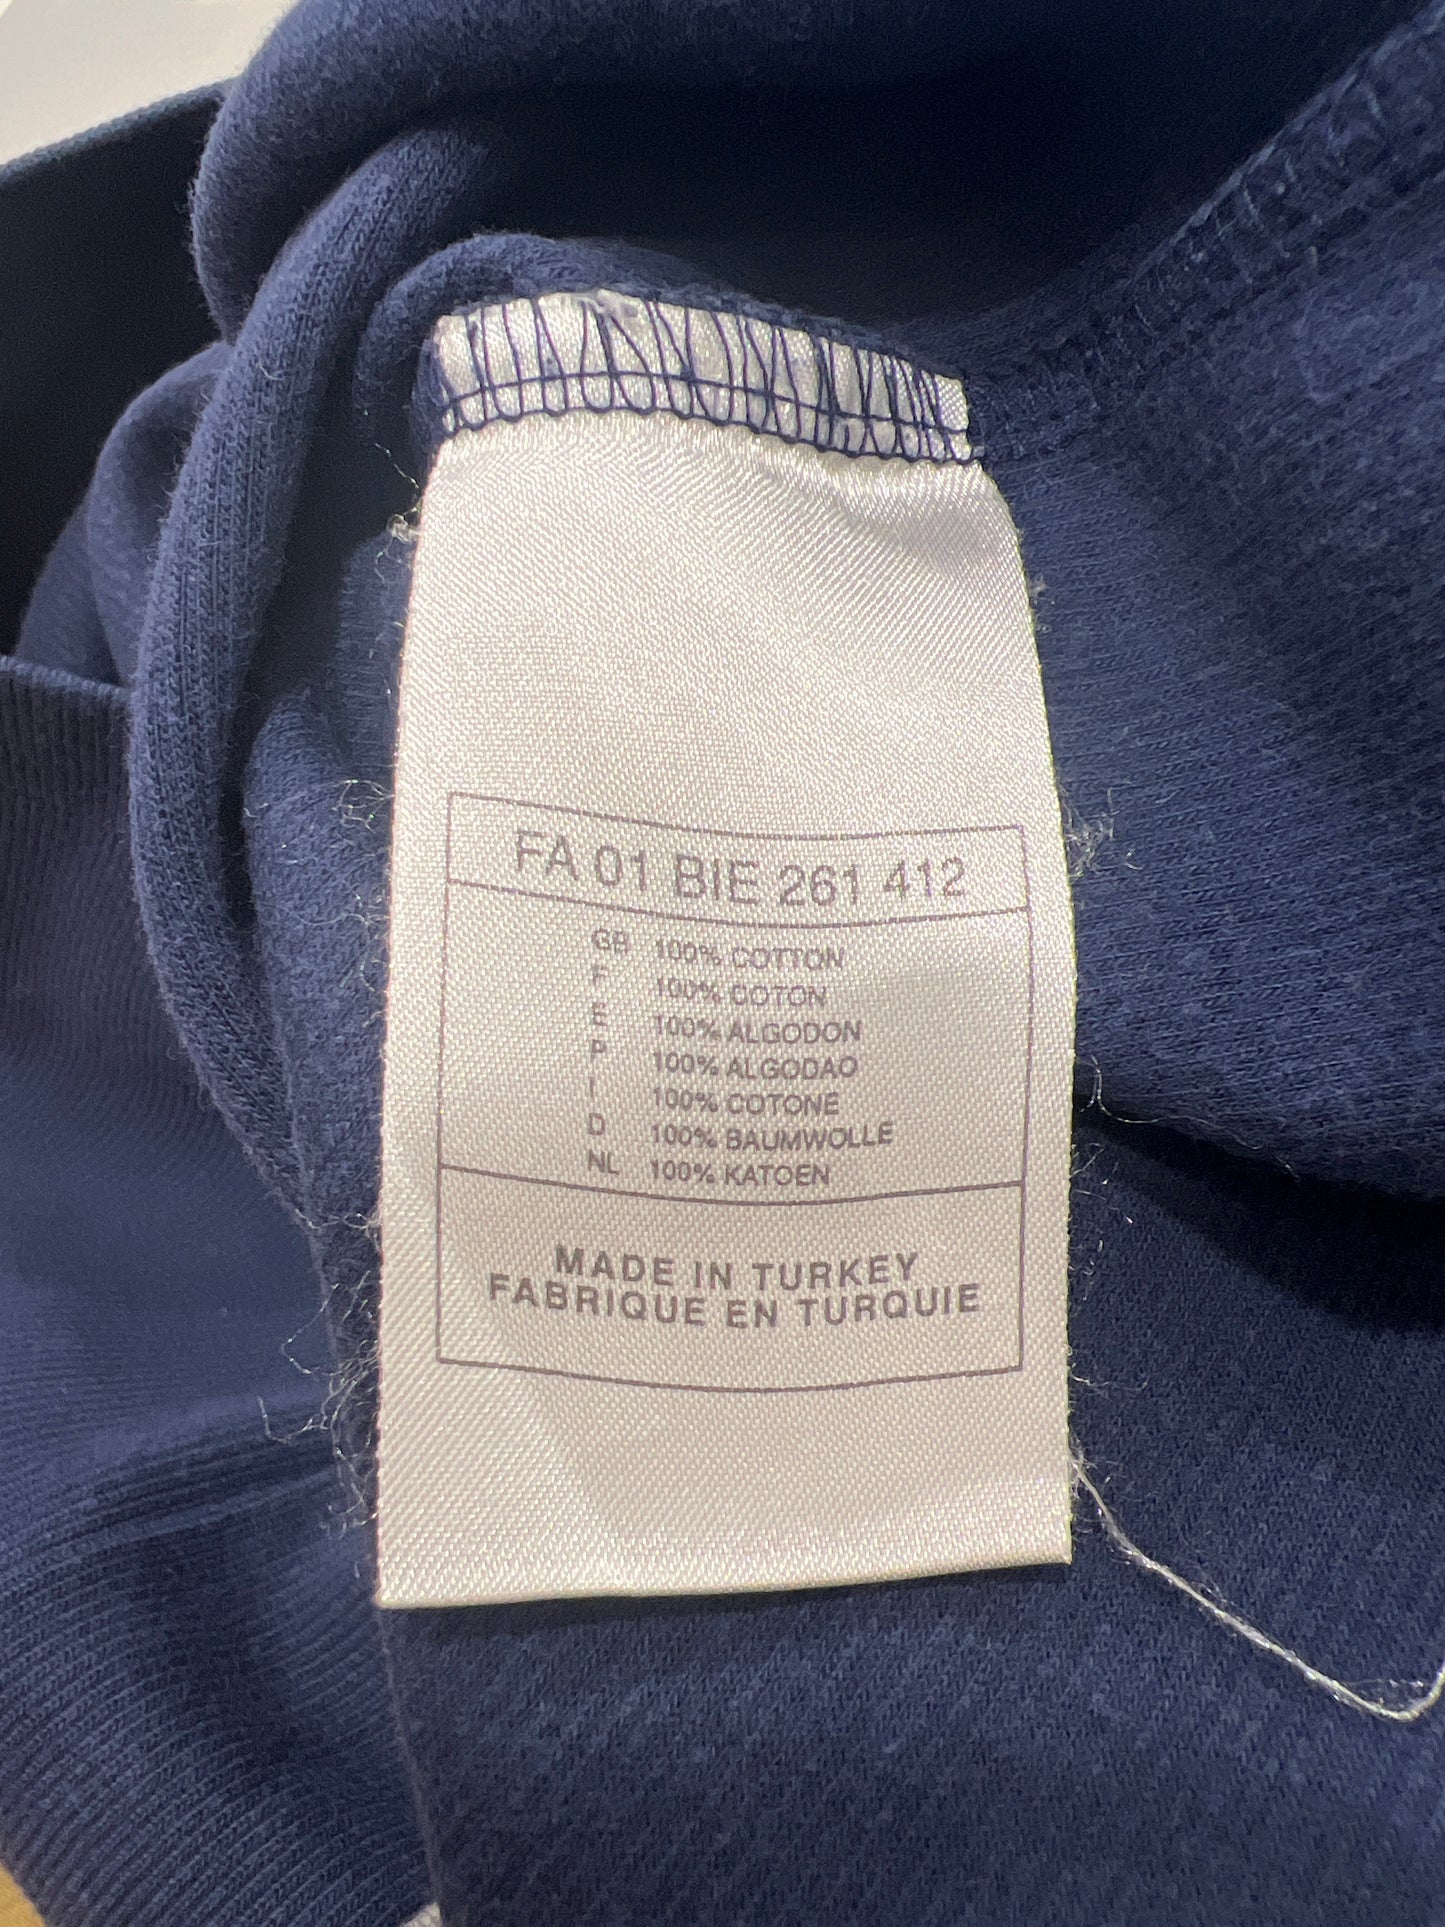 FA 01 BIE 261 412
GB 100% COTTON
F 100% COTON
E 100% ALGODON
P 100% ALGODAO
I 100% COTONE
D 100% BAUMWOLLE
NL 100% KATOEN
MADE IN TURKEY
FABRIQUE EN TURQUIE